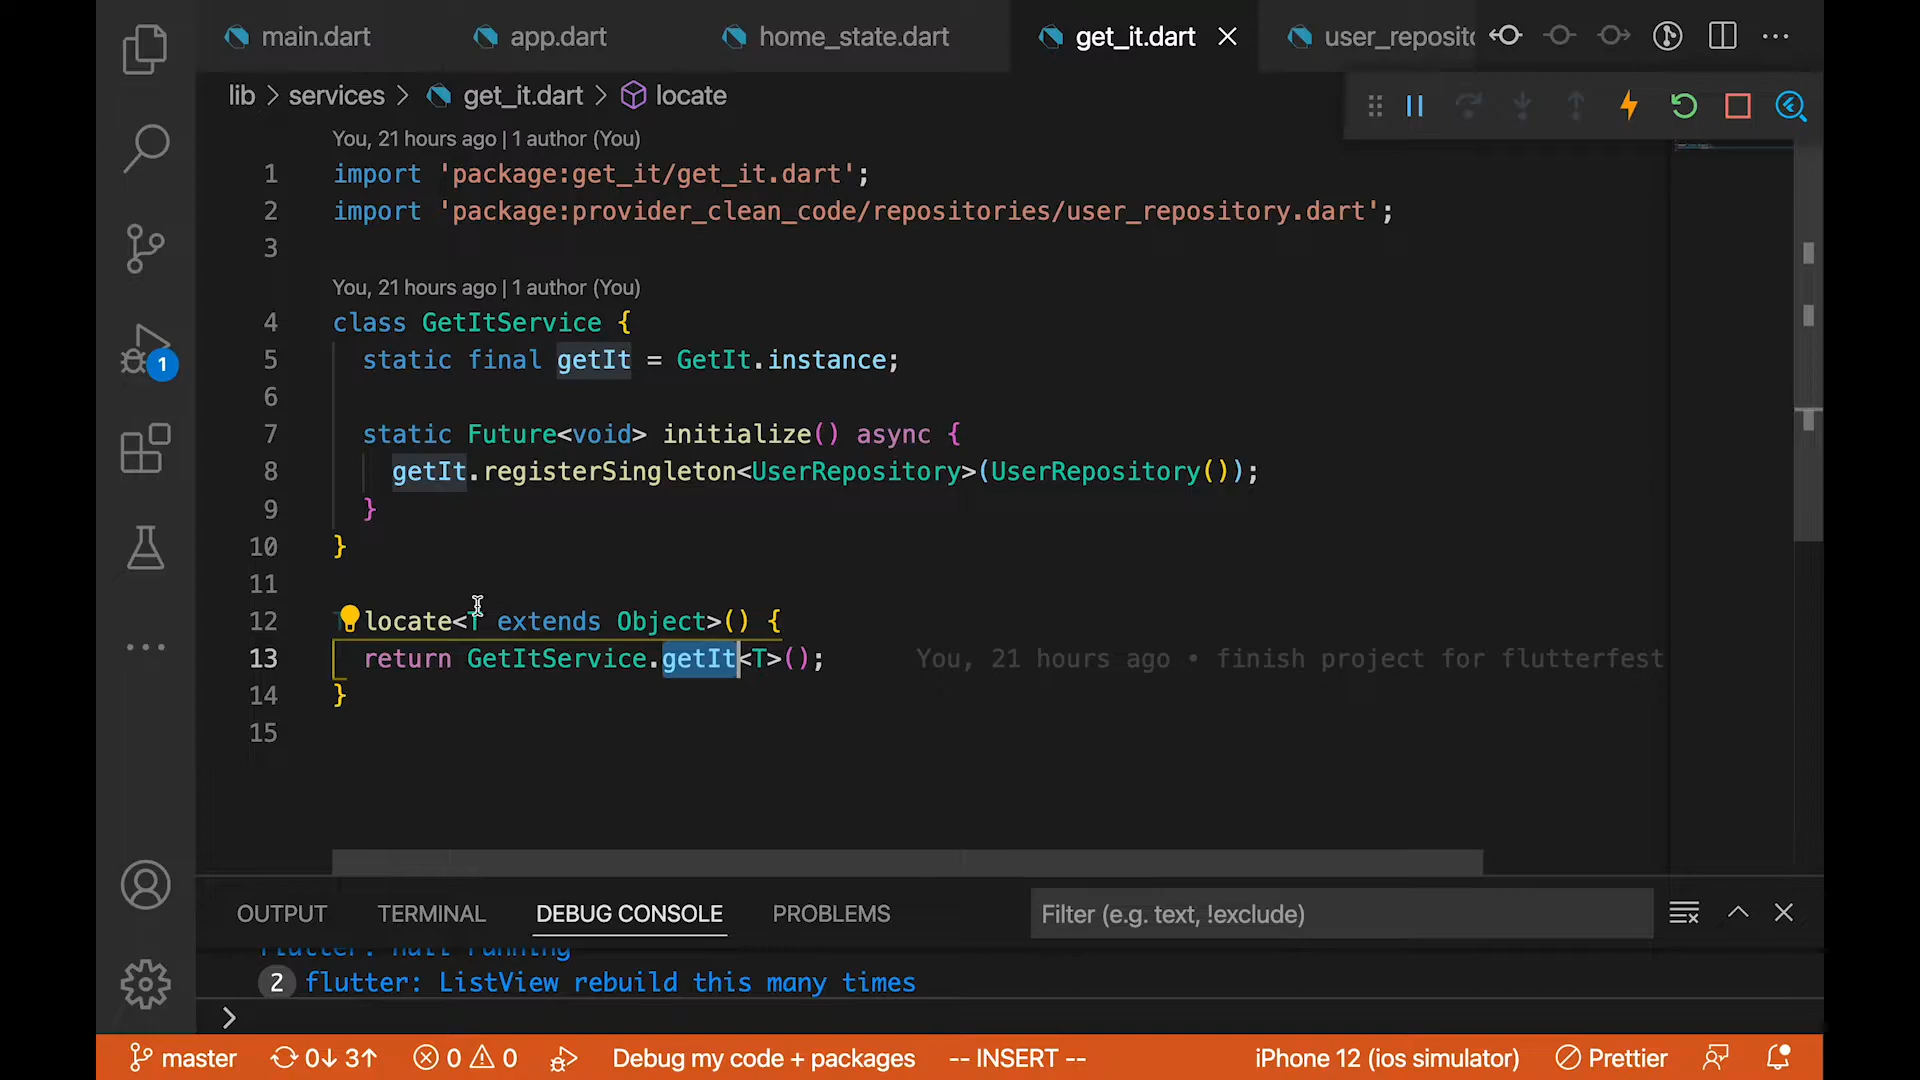 main.dart
app.dart
home_state.dart
get_it.dart
user_reposito
lib > services > get_it.dart > locate
You, 21 hours ago | 1 author (You)
1 import 'package:get_it/get_it.dart';
2 import 'package:provider_clean_code/repositories/user_repository.dart';
3
You, 21 hours ago | 1 author (You)
4 class GetItService {
5 static final getIt = GetIt.instance;
6
7 static Future<void> initialize() async {
8 getIt.registerSingleton<UserRepository>(UserRepository());
9 }
10 }
11
12 locate<T extends Object>() {
13 return GetItService.getIt<T>(); You, 21 hours ago • finish project for flutterfest
14 }
15
1
OUTPUT TERMINAL DEBUG CONSOLE PROBLEMS Filter (e.g. text, !exclude)
flutter: null running
2 flutter: ListView rebuild this many times
>
master 0↓ 3↑ 0 0 Debug my code + packages -- INSERT -- iPhone 12 (ios simulator) Prettier